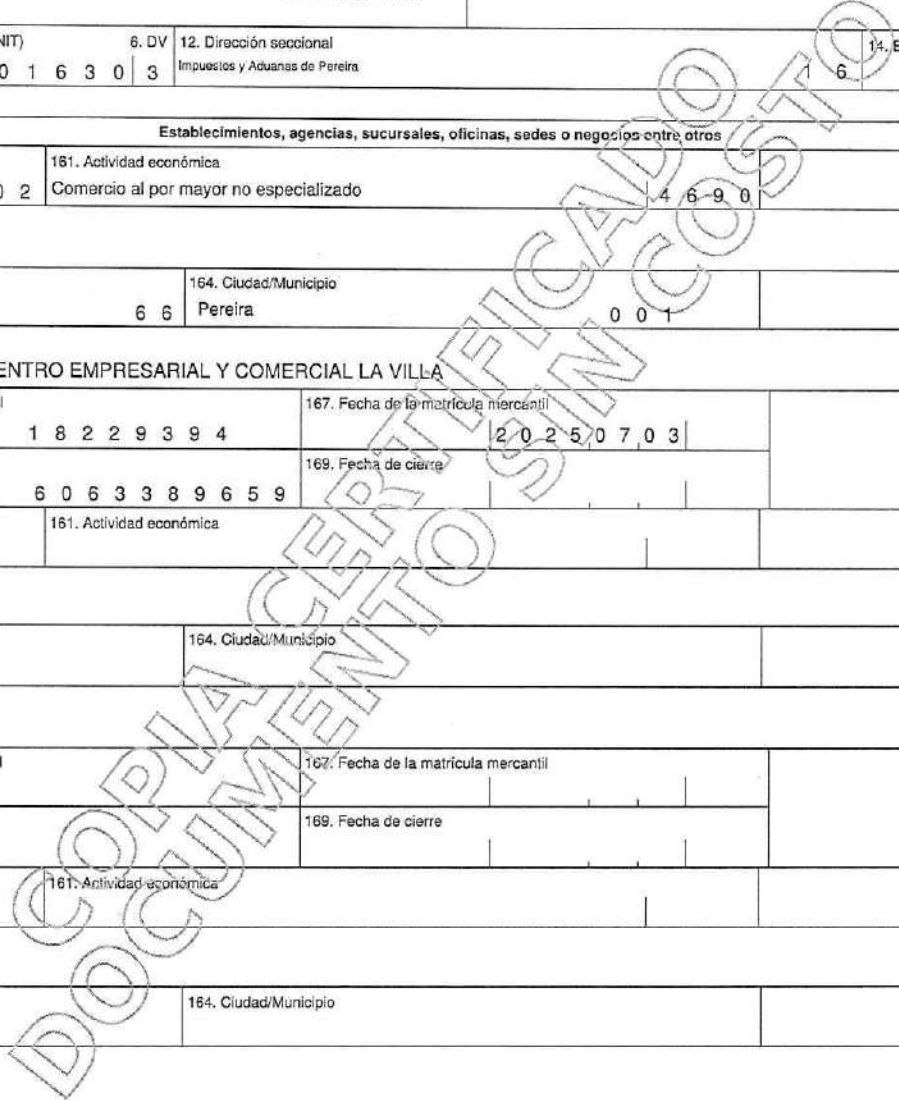 NIT) 6. DV 12. Dirección seccional 14. E
0 1 6 3 0 3 Impuestos y Aduanas de Pereira 1 6
Establecimientos, agencias, sucursales, oficinas, sedes o negocios entre otros
161. Actividad económica
0 2 Comercio al por mayor no especializado 4 6 9 0
164. Ciudad/Municipio
6 6 Pereira 0 0 1
ENTRO EMPRESARIAL Y COMERCIAL LA VILLA
167. Fecha de la matrícula mercantil
1 8 2 2 9 3 9 4 2 0 2 5 0 7 0 3
169. Fecha de cierre
6 0 6 3 3 8 9 6 5 9
161. Actividad económica
164. Ciudad/Municipio
167. Fecha de la matrícula mercantil
169. Fecha de cierre
161. Actividad económica
164. Ciudad/Municipio
COPIA CERTIFICADO
DOCUMENTO SIN COSTO